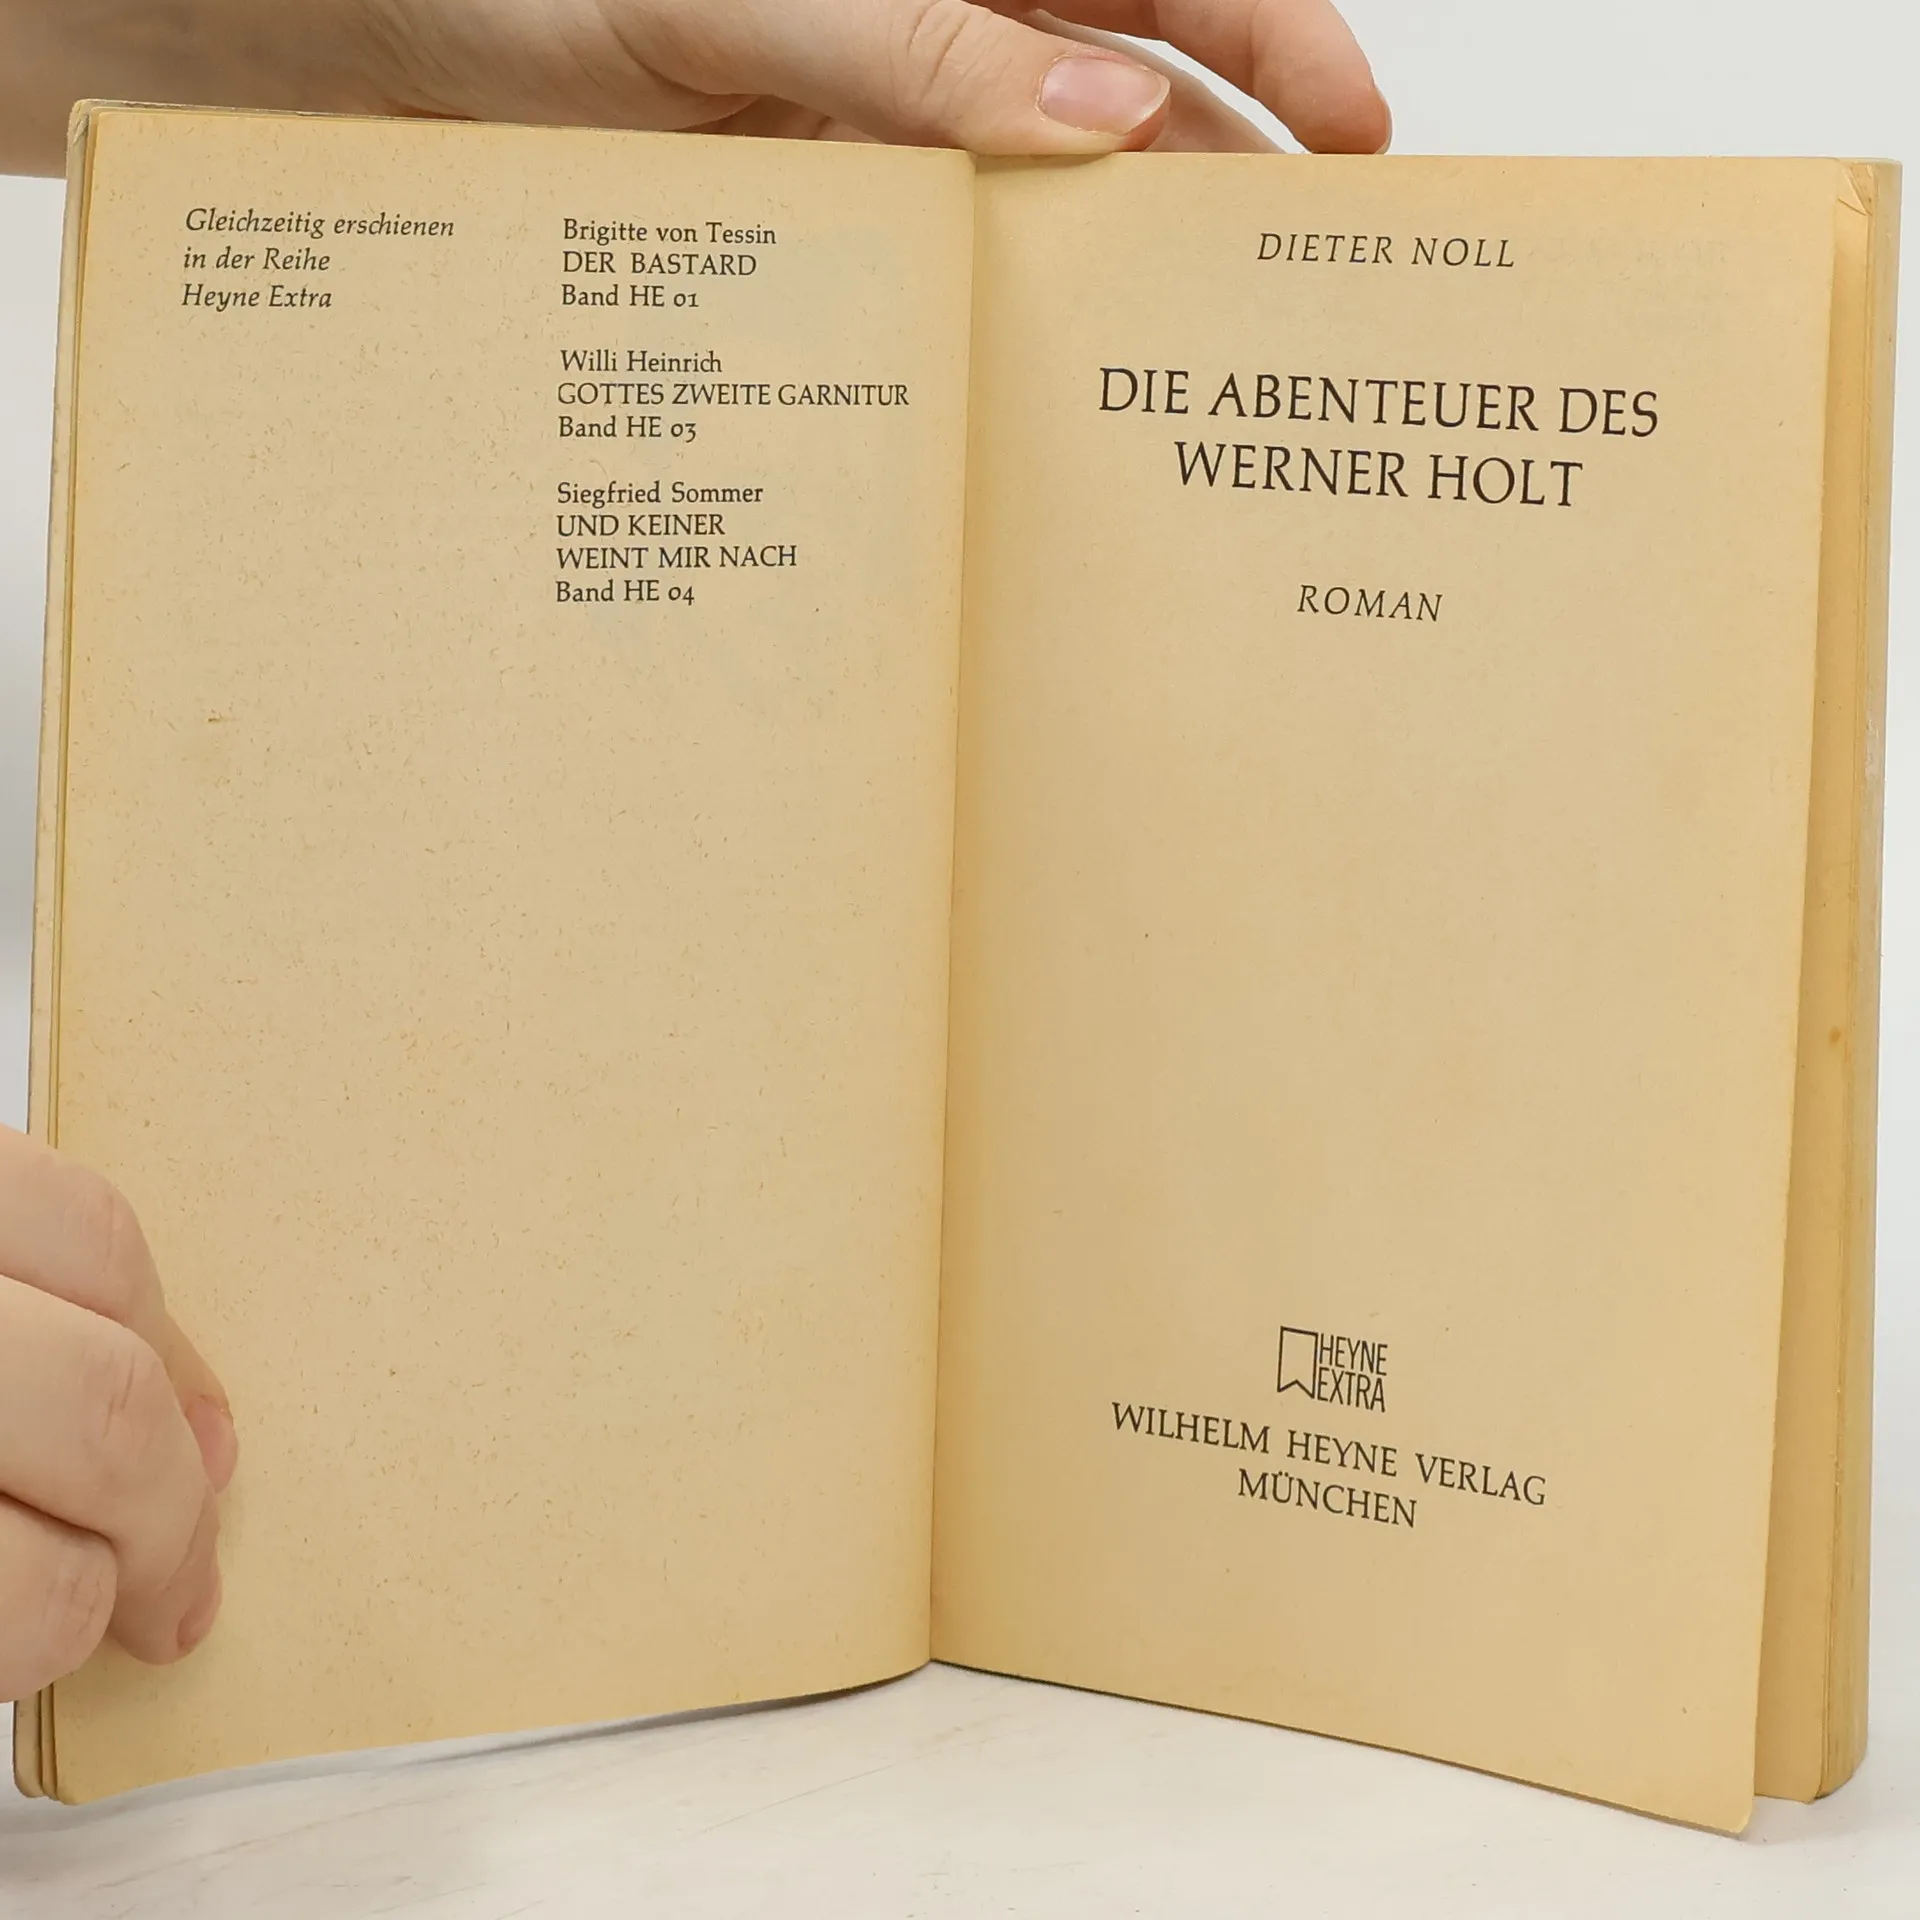 Gleichzeitig erschienen
in der Reihe
Heyne Extra
Brigitte von Tessin
DER BASTARD
Band HE 01
Willi Heinrich
GOTTES ZWEITE GARNITUR
Band HE 03
Siegfried Sommer
UND KEINER
WEINT MIR NACH
Band HE 04
DIETER NOLL
DIE ABENTEUER DES
WERNER HOLT
ROMAN
HEYNE
EXTRA
WILHELM HEYNE VERLAG
MÜNCHEN